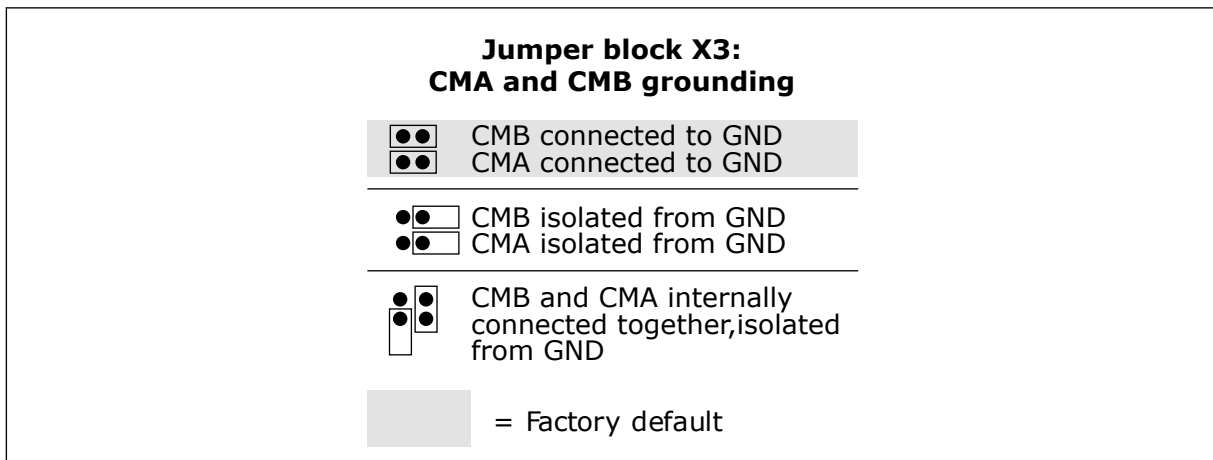 Jumper block X3:
CMA and CMB grounding
CMB connected to GND
CMA connected to GND
CMB isolated from GND
CMA isolated from GND
CMB and CMA internally
connected together,isolated
from GND
= Factory default